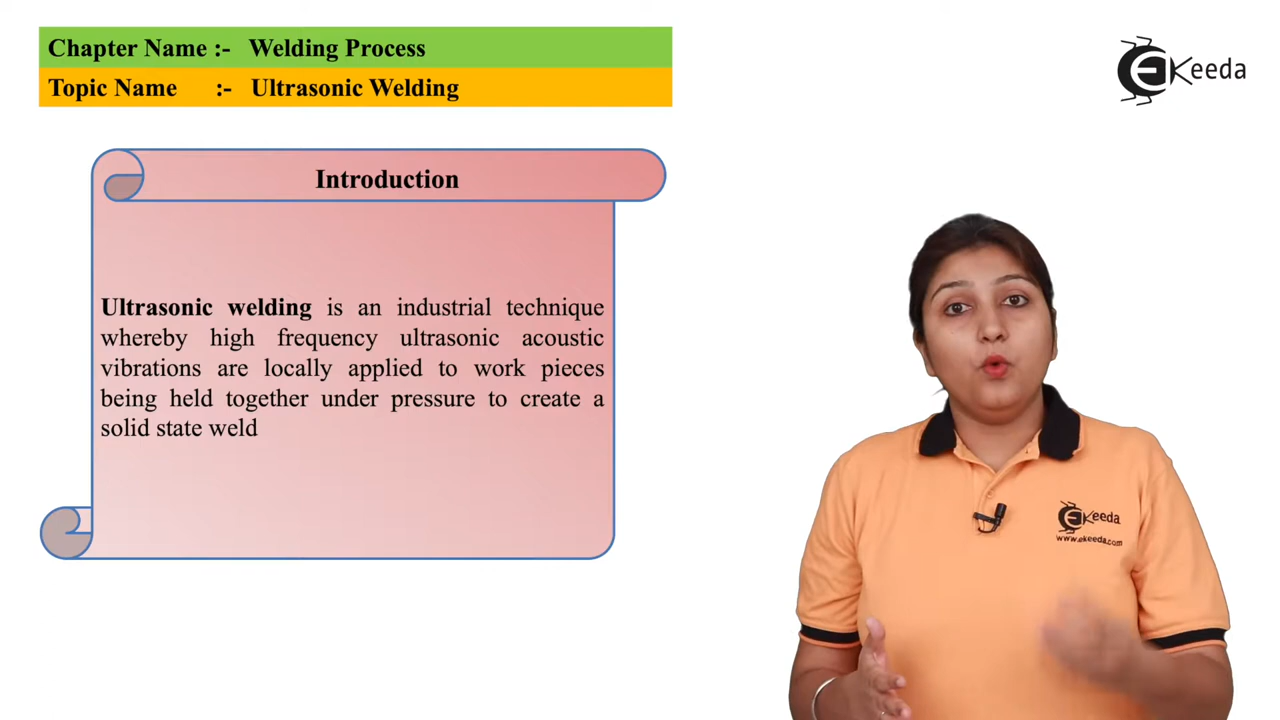 Chapter Name :- Welding Process
Topic Name :- Ultrasonic Welding
Keeda
Introduction
Ultrasonic welding is an industrial technique
whereby high frequency ultrasonic acoustic
vibrations are locally applied to work pieces
being held together under pressure to create a
solid state weld
Keeda
www.ekeeda.com